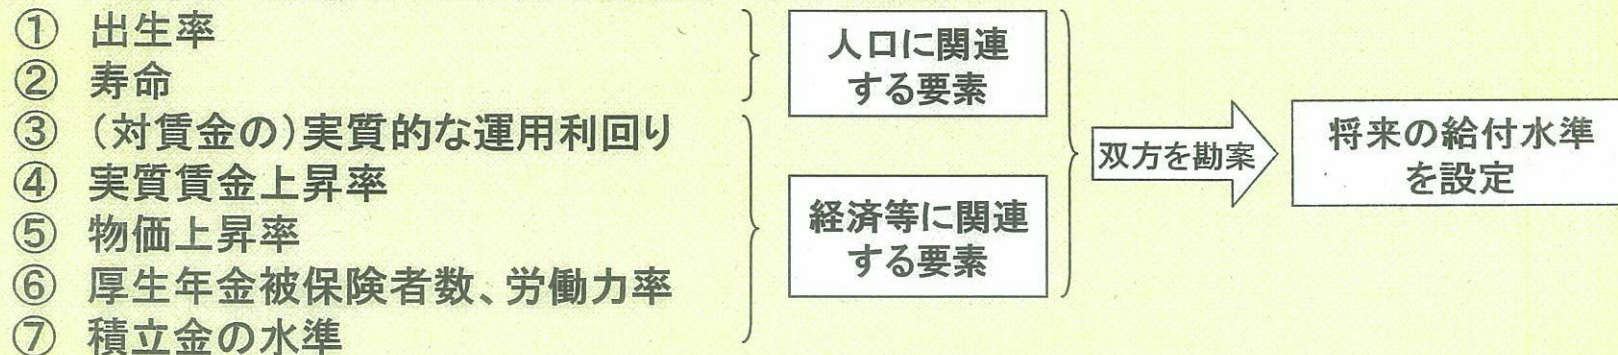 ① 出生率
② 寿命
③ (対賃金の)実質的な運用利回り
④ 実質賃金上昇率
⑤ 物価上昇率
⑥ 厚生年金被保険者数、労働力率
⑦ 積立金の水準
人口に関連
する要素
経済等に関連
する要素
双方を勘案
将来の給付水準
を設定